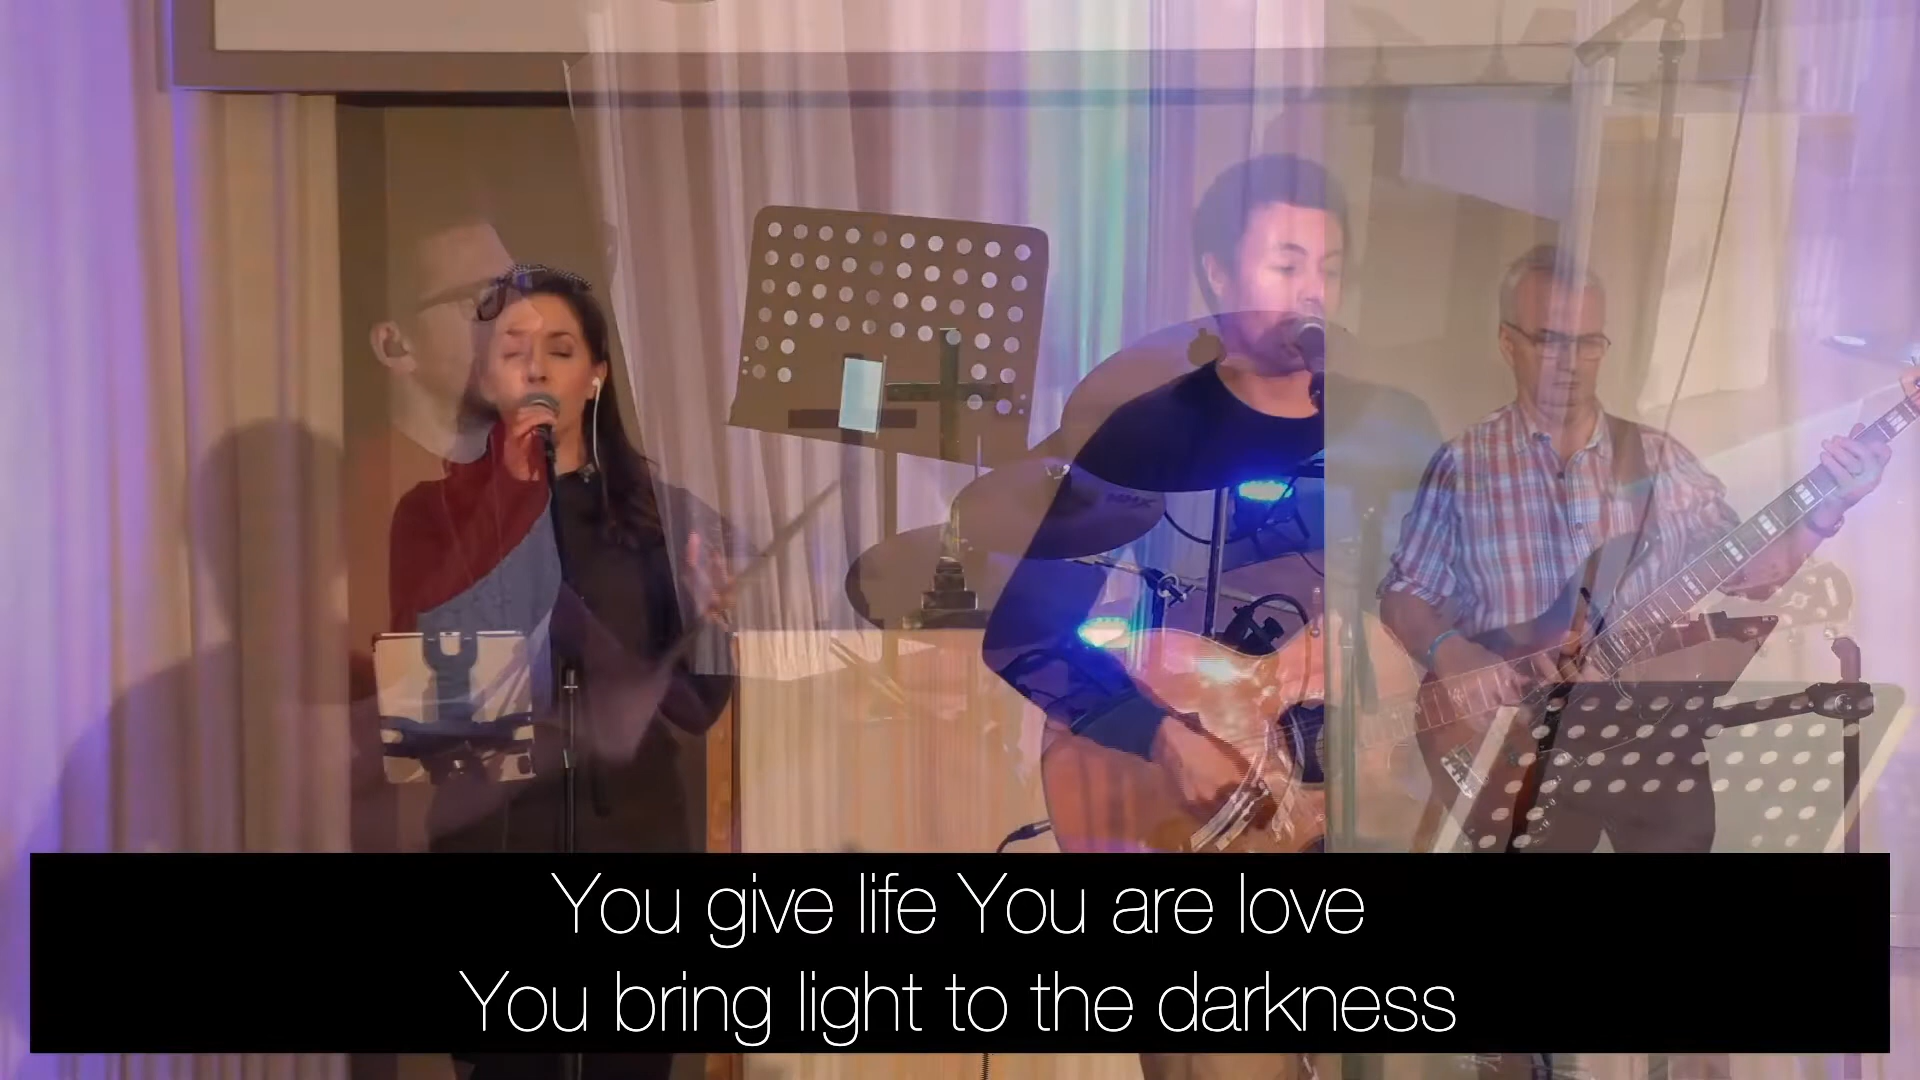 You give life You are love
You bring light to the darkness